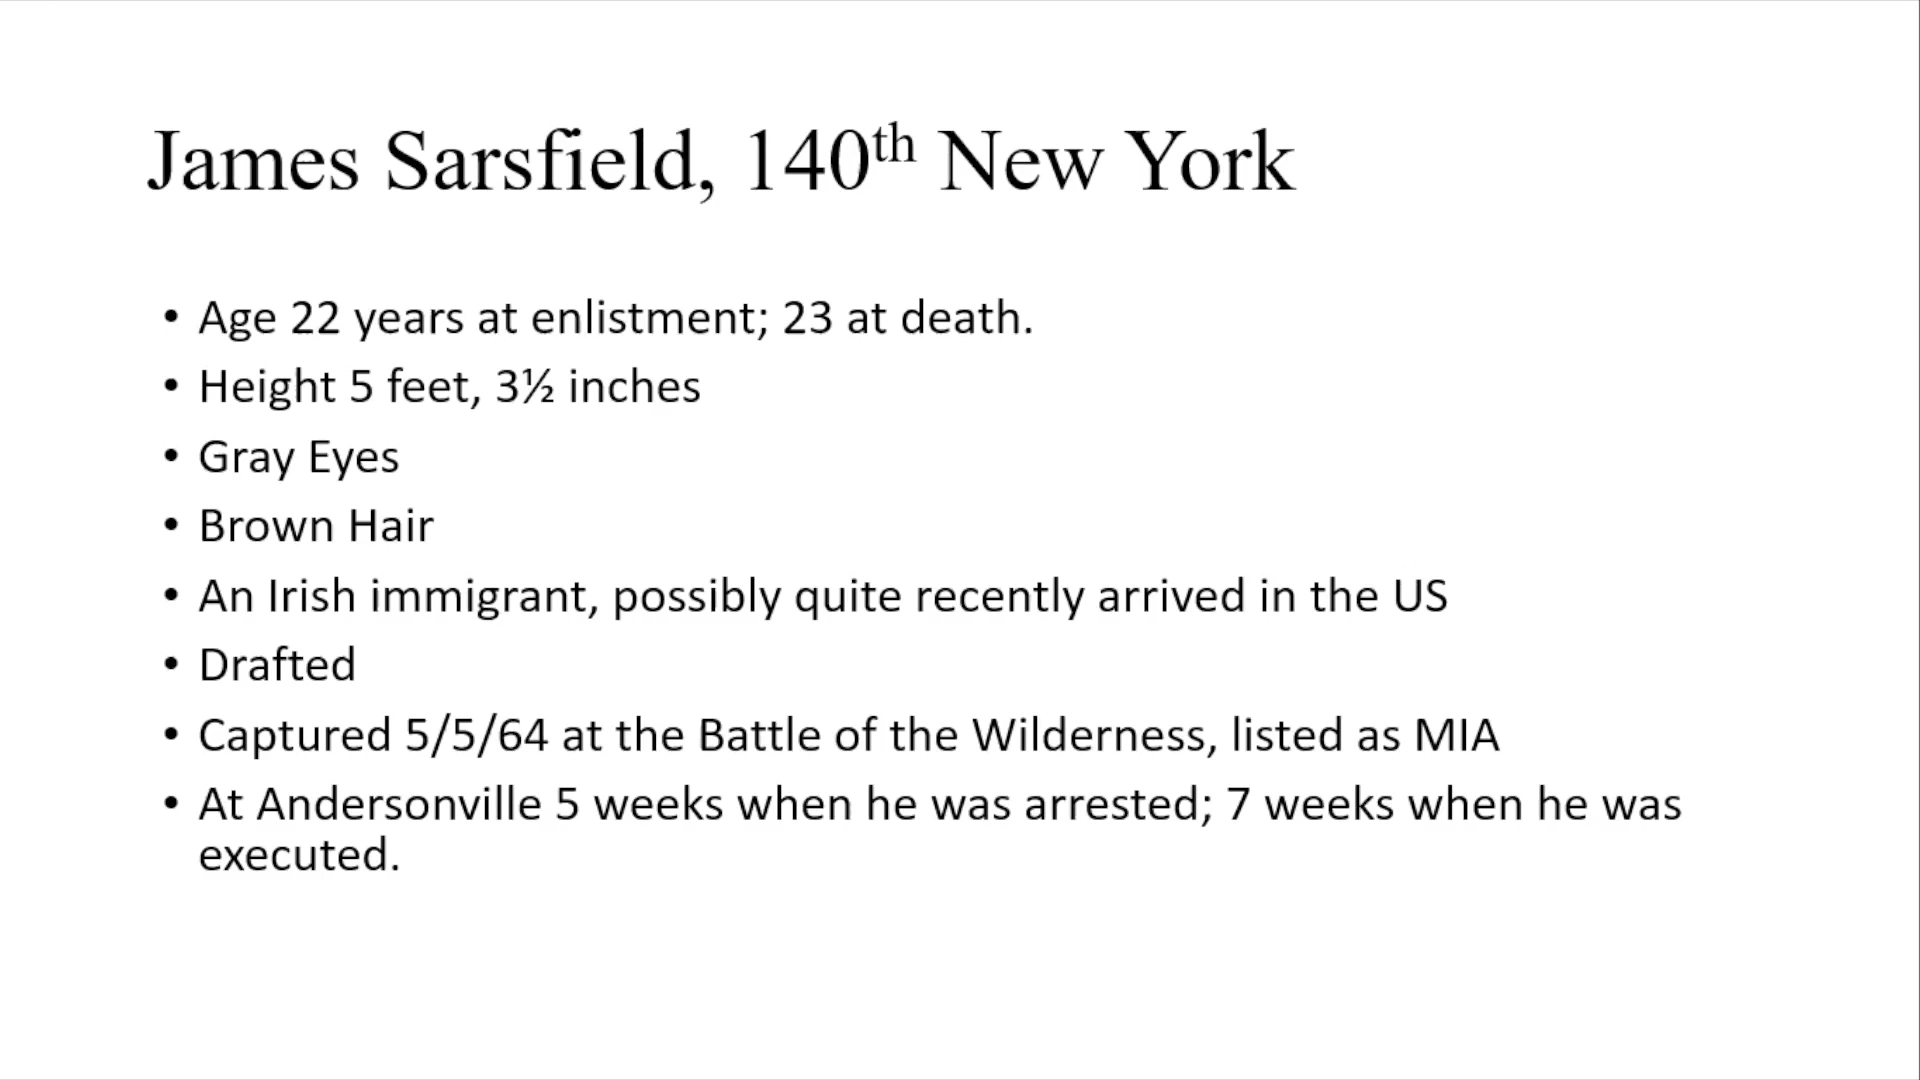 James Sarsfield, 140th New York
• Age 22 years at enlistment; 23 at death.
• Height 5 feet, 3½ inches
• Gray Eyes
• Brown Hair
• An Irish immigrant, possibly quite recently arrived in the US
• Drafted
• Captured 5/5/64 at the Battle of the Wilderness, listed as MIA
• At Andersonville 5 weeks when he was arrested; 7 weeks when he was
executed.